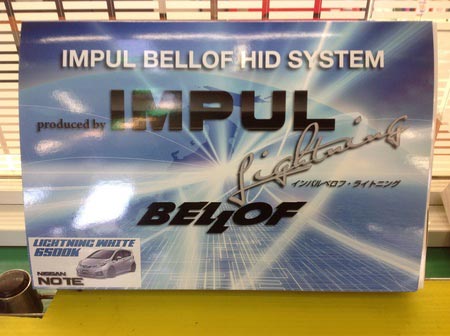 IMPUL BELLOF HID SYSTEM
produced by IMPUL
Lightning
インパルベロフ・ライトニング
BELLOF
LIGHTNING WHITE
6500K
NISSAN
NOTE